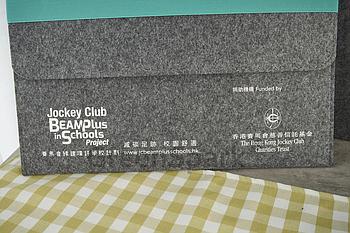 捐助機構 Funded by
Jockey Club
BEAMPlus
in Schools
Project
賽馬會綠建環評學校計劃
減碳足跡 校園舒適
www.jcbeamplusschools.hk
香港賽馬會慈善信託基金
The Hong Kong Jockey Club
Charities Trust